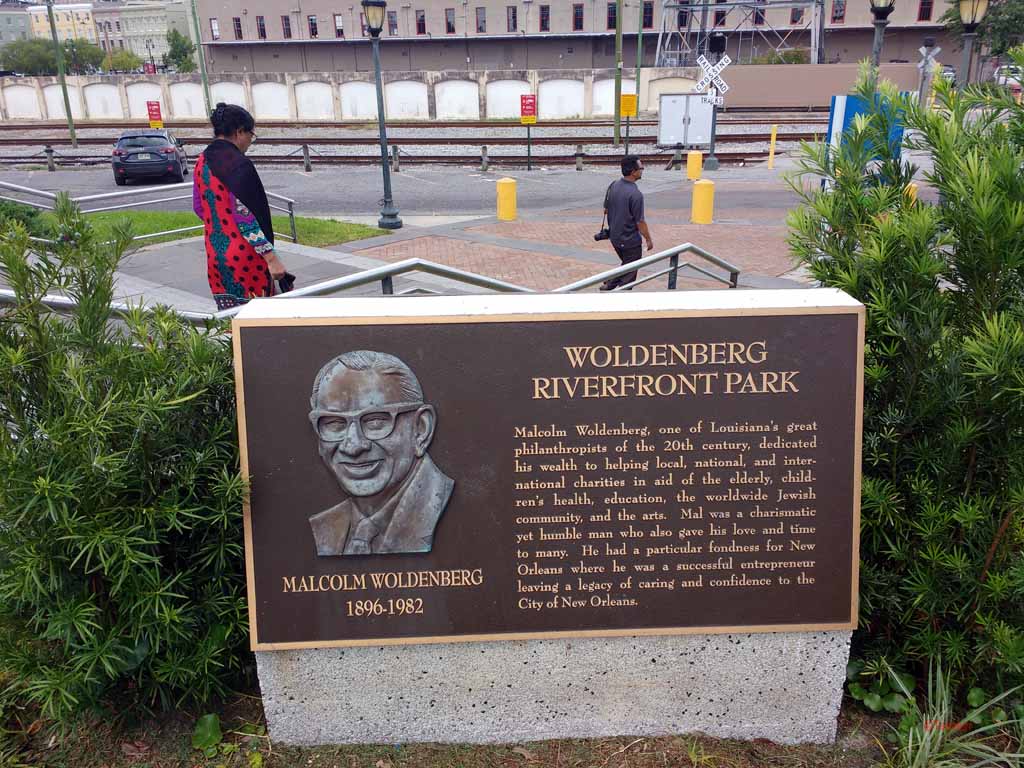 RAILROAD CROSSING
TRACKS
WOLDENBERG
RIVERFRONT PARK
Malcolm Woldenberg, one of Louisiana's great
philanthropists of the 20th century, dedicated
his wealth to helping local, national, and inter-
national charities in aid of the elderly, child-
ren's health, education, the worldwide Jewish
community, and the arts. Mal was a charismatic
yet humble man who also gave his love and time
to many. He had a particular fondness for New
Orleans where he was a successful entrepreneur
leaving a legacy of caring and confidence to the
City of New Orleans.
MALCOLM WOLDENBERG
1896-1982